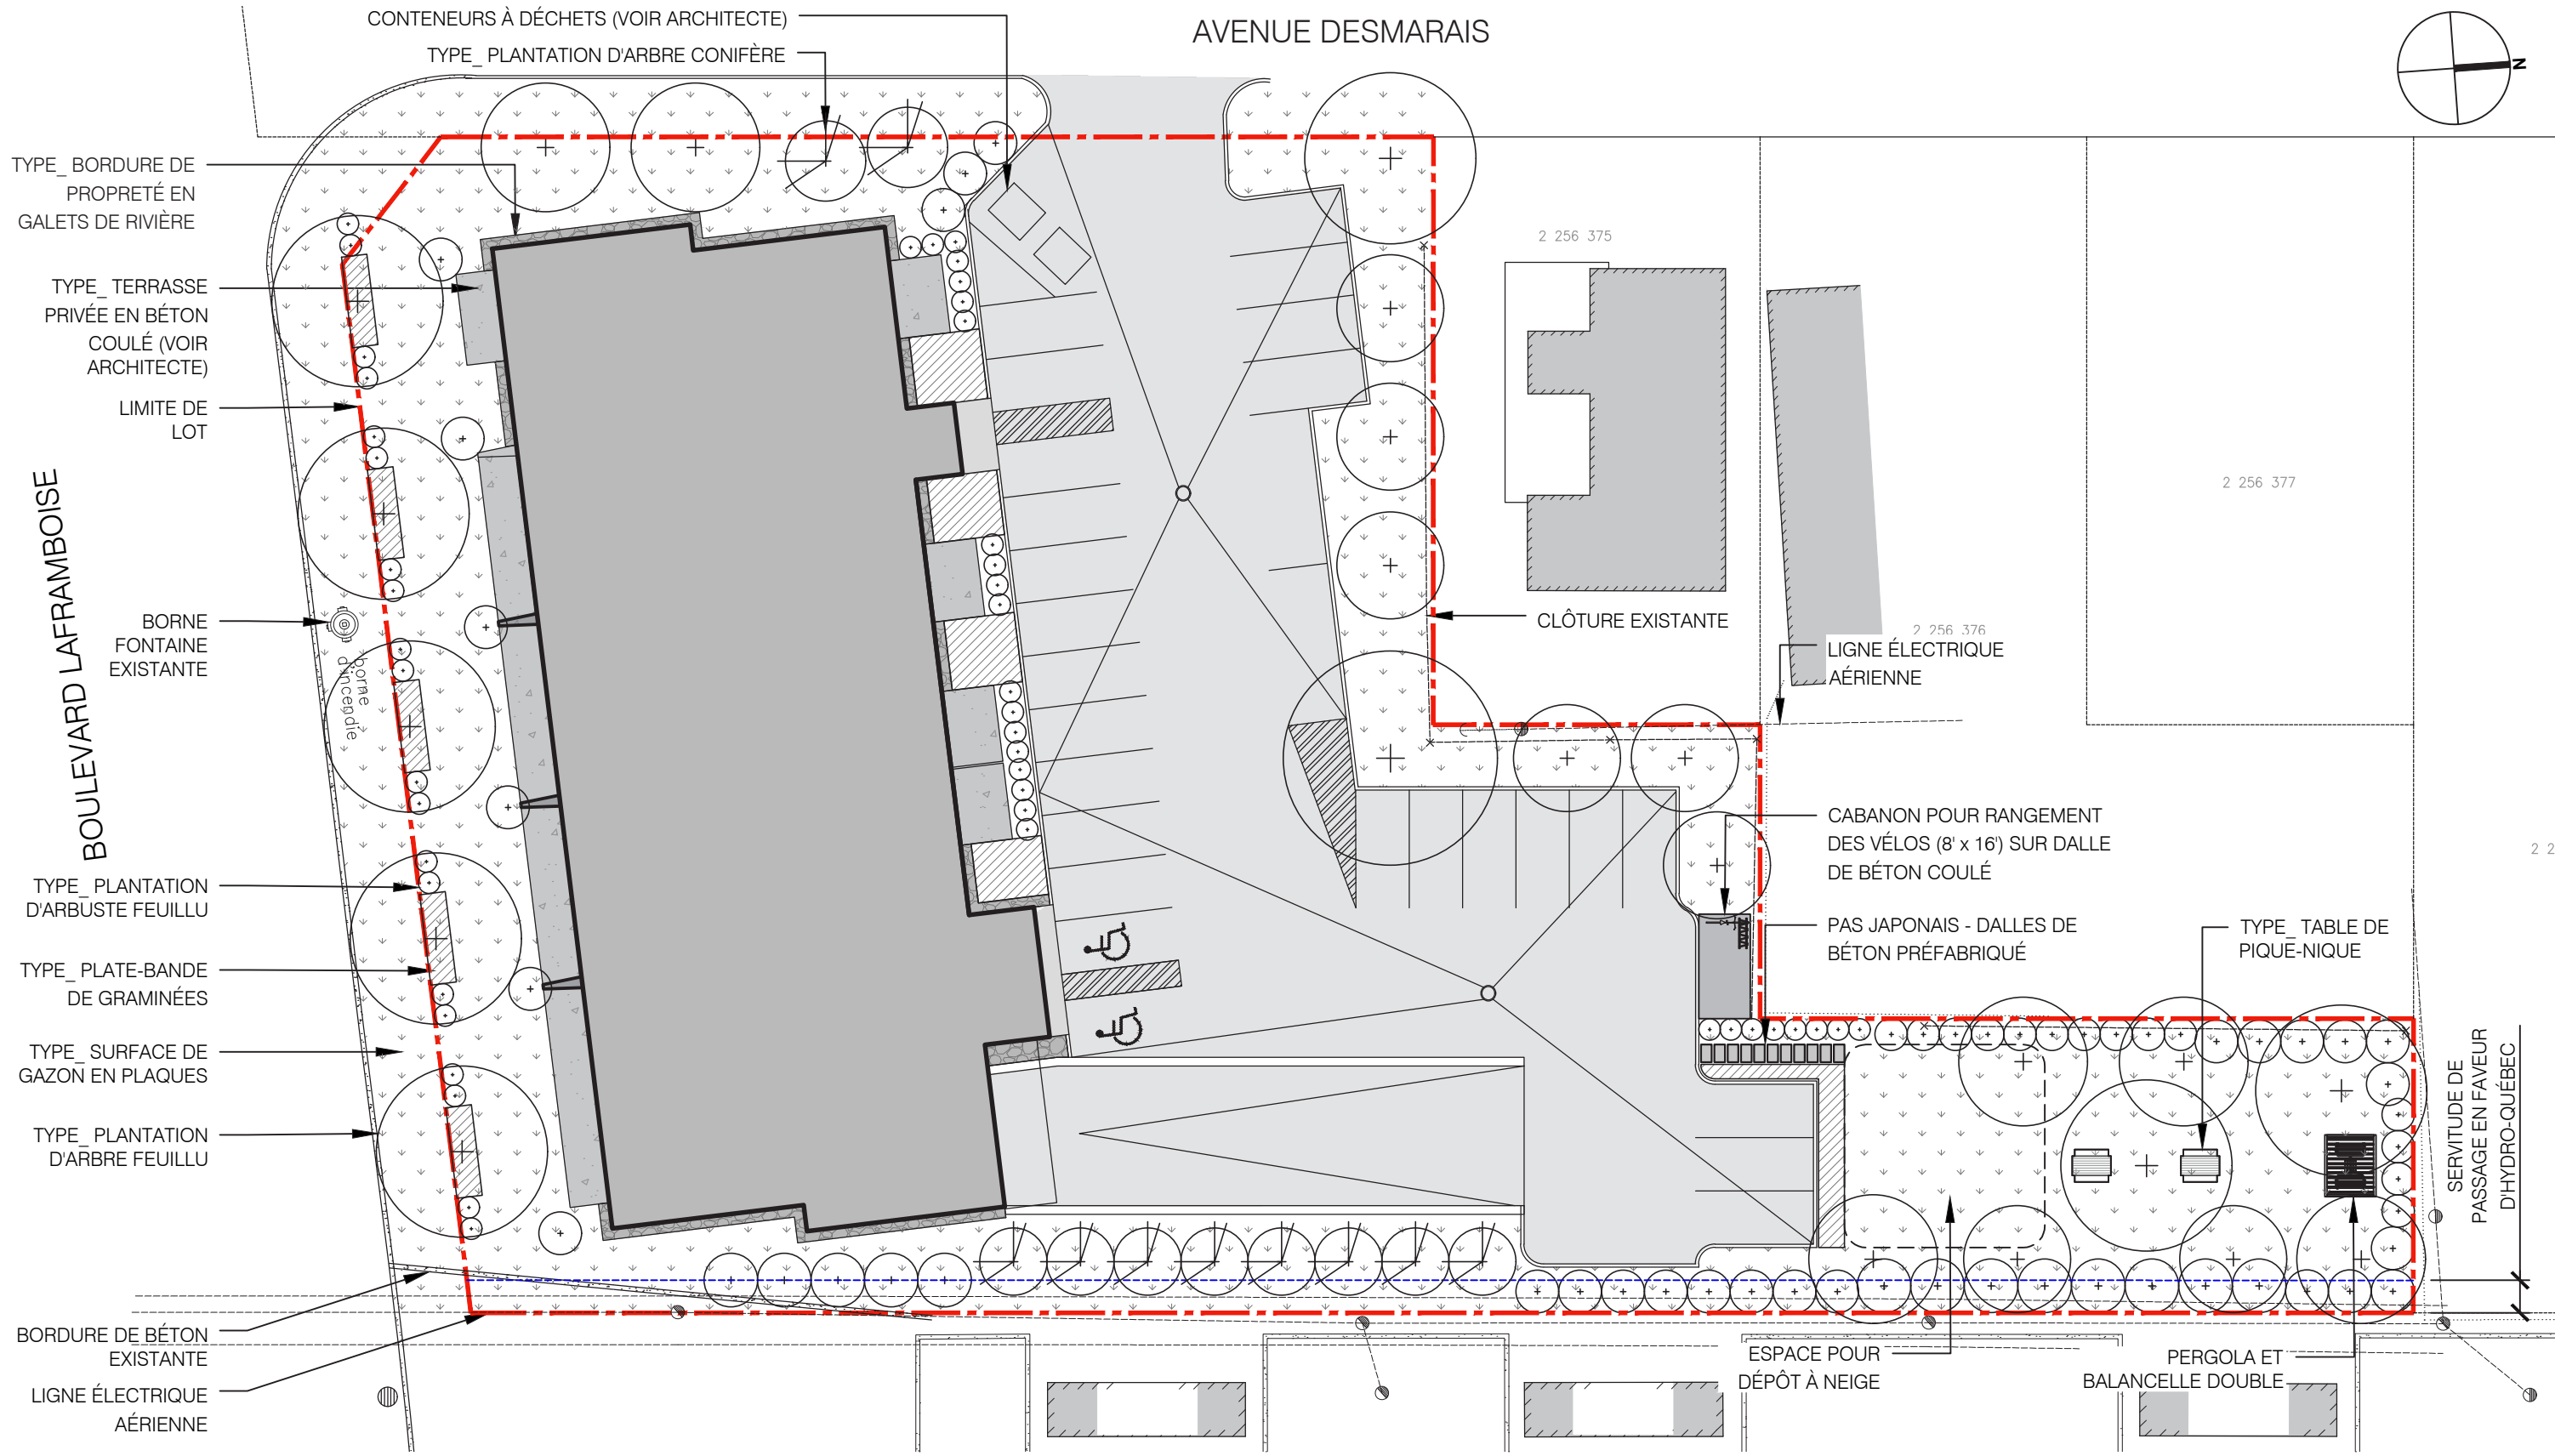 CONTENEURS À DÉCHETS (VOIR ARCHITECTE)
TYPE_ PLANTATION D'ARBRE CONIFÈRE
AVENUE DESMARAIS
N
TYPE_ BORDURE DE
PROPRETÉ EN
GALETS DE RIVIÈRE
TYPE_ TERRASSE
PRIVÉE EN BÉTON
COULÉ (VOIR
ARCHITECTE)
LIMITE DE
LOT
BOULEVARD LAFRAMBOISE
BORNE
FONTAINE
EXISTANTE
borne
d'incendie
TYPE_ PLANTATION
D'ARBUSTE FEUILLU
TYPE_ PLATE-BANDE
DE GRAMINÉES
TYPE_ SURFACE DE
GAZON EN PLAQUES
TYPE_ PLANTATION
D'ARBRE FEUILLU
BORDURE DE BÉTON
EXISTANTE
LIGNE ÉLECTRIQUE
AÉRIENNE
2 256 375
2 256 377
CLÔTURE EXISTANTE
2 256 376
LIGNE ÉLECTRIQUE
AÉRIENNE
CABANON POUR RANGEMENT
DES VÉLOS (8' x 16') SUR DALLE
DE BÉTON COULÉ
2 2
PAS JAPONAIS - DALLES DE
BÉTON PRÉFABRIQUÉ
TYPE_ TABLE DE
PIQUE-NIQUE
SERVITUDE DE
PASSAGE EN FAVEUR
D'HYDRO-QUÉBEC
ESPACE POUR
DÉPÔT À NEIGE
PERGOLA ET
BALANCELLE DOUBLE